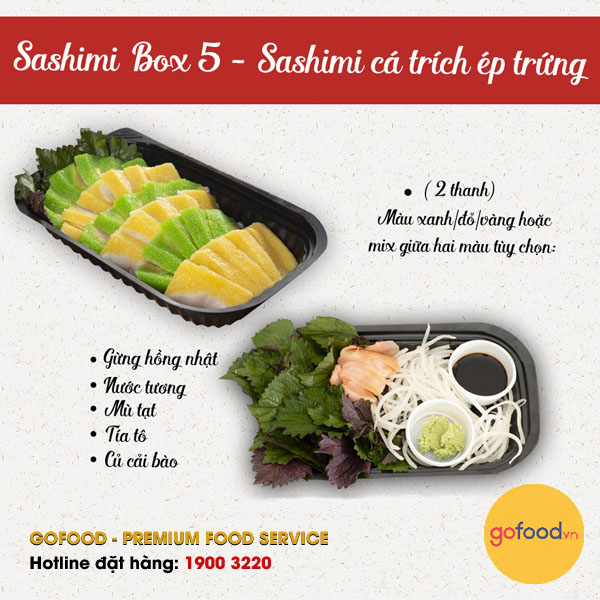 Sashimi Box 5 - Sashimi cá trích ép trứng
• ( 2 thanh)
Màu xanh/đỏ/vàng hoặc
mix giữa hai màu tùy chọn:
• Gừng hồng nhật
• Nước tương
• Mù tạt
• Tía tô
• Củ cải bào
GOFOOD - PREMIUM FOOD SERVICE
Hotline đặt hàng: 1900 3220
gofood.vn